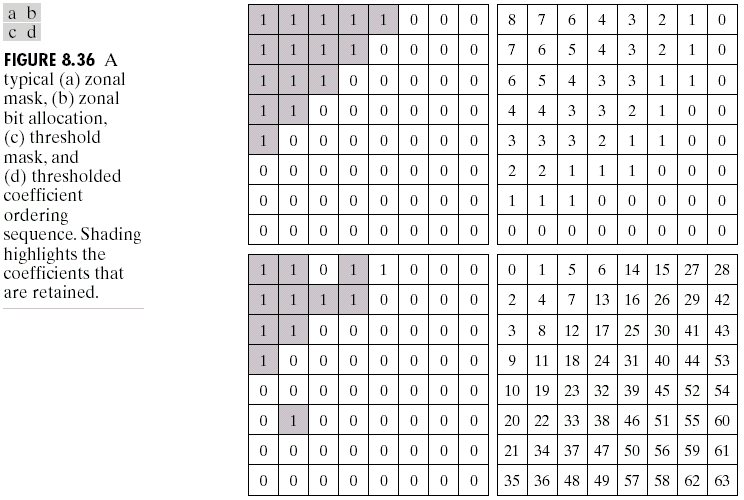 a b
c d
FIGURE 8.36 A
typical (a) zonal
mask, (b) zonal
bit allocation,
(c) threshold
mask, and
(d) thresholded
coefficient
ordering
sequence. Shading
highlights the
coefficients that
are retained.
1 1 1 1 1 0 0 0
1 1 1 1 0 0 0 0
1 1 1 0 0 0 0 0
1 1 0 0 0 0 0 0
1 0 0 0 0 0 0 0
0 0 0 0 0 0 0 0
0 0 0 0 0 0 0 0
0 0 0 0 0 0 0 0
8 7 6 4 3 2 1 0
7 6 5 4 3 2 1 0
6 5 4 3 3 1 1 0
4 4 3 3 2 1 0 0
3 3 3 2 1 1 0 0
2 2 1 1 1 0 0 0
1 1 1 0 0 0 0 0
0 0 0 0 0 0 0 0
1 1 0 1 1 0 0 0
1 1 1 1 0 0 0 0
1 1 0 0 0 0 0 0
1 0 0 0 0 0 0 0
0 0 0 0 0 0 0 0
0 1 0 0 0 0 0 0
0 0 0 0 0 0 0 0
0 0 0 0 0 0 0 0
0 1 5 6 14 15 27 28
2 4 7 13 16 26 29 42
3 8 12 17 25 30 41 43
9 11 18 24 31 40 44 53
10 19 23 32 39 45 52 54
20 22 33 38 46 51 55 60
21 34 37 47 50 56 59 61
35 36 48 49 57 58 62 63